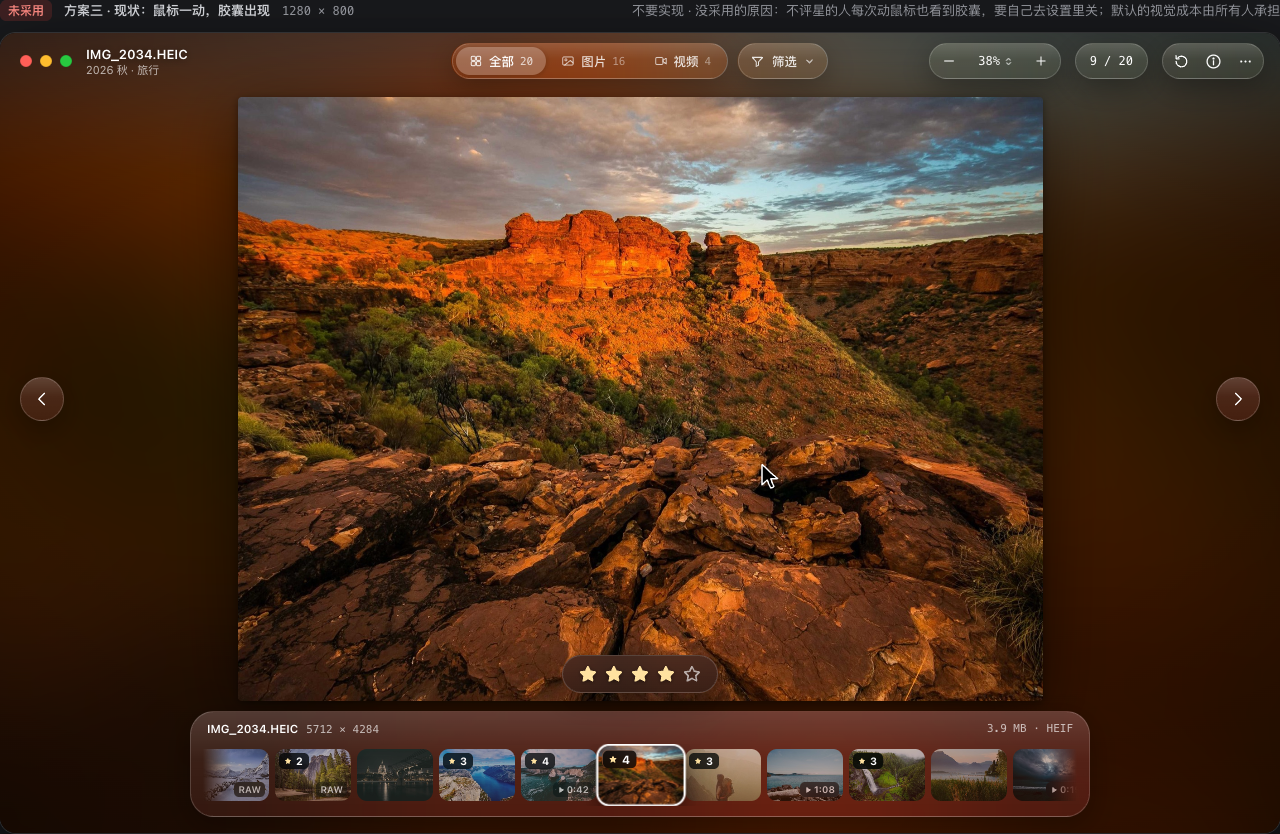 未采用 方案三 · 现状：鼠标一动，胶囊出现 1280 × 800
不要实现 · 没采用的原因：不评星的人每次动鼠标也看到胶囊，要自己去设置里关；默认的视觉成本由所有人承担
IMG_2034.HEIC
2026 秋 · 旅行
全部 20 图片 16 视频 4
筛选
38%
9 / 20
IMG_2034.HEIC 5712 × 4284
3.9 MB · HEIF
RAW
2
RAW
3
4
0:42
4
3
1:08
3